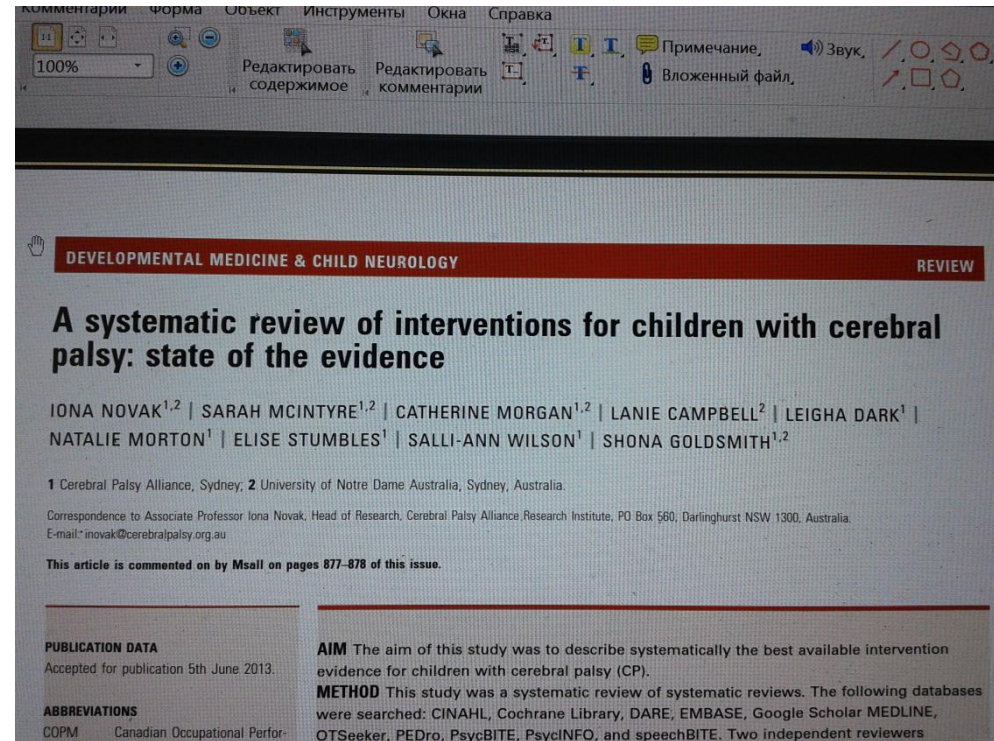 Комментарии Форма Объект Инструменты Окна Справка
1:1
100%
Редактировать содержимое
Редактировать комментарии
Примечание
Вложенный файл
Звук
DEVELOPMENTAL MEDICINE & CHILD NEUROLOGY REVIEW
A systematic review of interventions for children with cerebral
palsy: state of the evidence
IONA NOVAK1,2 | SARAH MCINTYRE1,2 | CATHERINE MORGAN1,2 | LANIE CAMPBELL2 | LEIGHA DARK1 |
NATALIE MORTON1 | ELISE STUMBLES1 | SALLI-ANN WILSON1 | SHONA GOLDSMITH1,2
1 Cerebral Palsy Alliance, Sydney; 2 University of Notre Dame Australia, Sydney, Australia.
Correspondence to Associate Professor Iona Novak, Head of Research, Cerebral Palsy Alliance Research Institute, PO Box 560, Darlinghurst NSW 1300, Australia.
E-mail: inovak@cerebralpalsy.org.au
This article is commented on by Msall on pages 877–878 of this issue.
PUBLICATION DATA
Accepted for publication 5th June 2013.
ABBREVIATIONS
COPM Canadian Occupational Perfor-
AIM The aim of this study was to describe systematically the best available intervention
evidence for children with cerebral palsy (CP).
METHOD This study was a systematic review of systematic reviews. The following databases
were searched: CINAHL, Cochrane Library, DARE, EMBASE, Google Scholar MEDLINE,
OTSeeker, PEDro, PsycBITE, PsycINFO, and speechBITE. Two independent reviewers